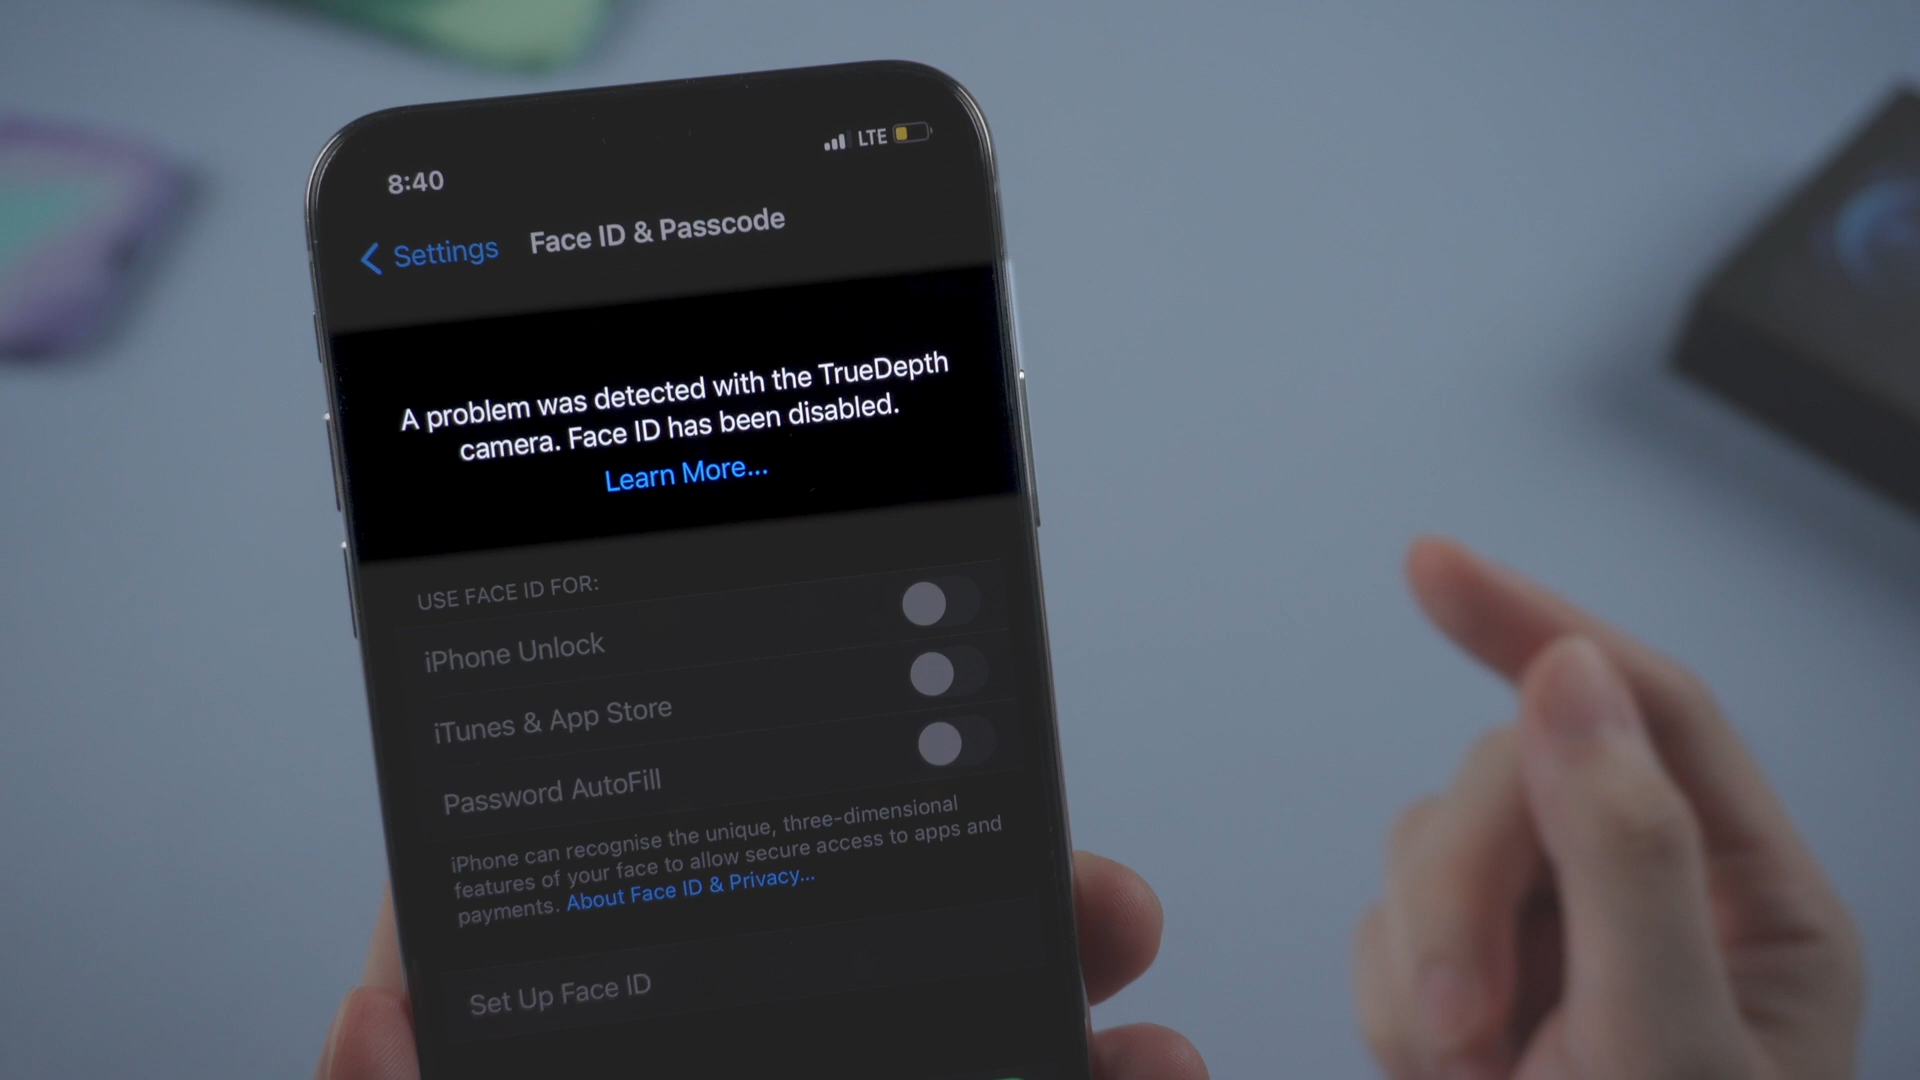 8:40
LTE
Settings
Face ID & Passcode
A problem was detected with the TrueDepth
camera. Face ID has been disabled.
Learn More...
USE FACE ID FOR:
iPhone Unlock
iTunes & App Store
Password AutoFill
iPhone can recognise the unique, three-dimensional
features of your face to allow secure access to apps and
payments. About Face ID & Privacy...
Set Up Face ID